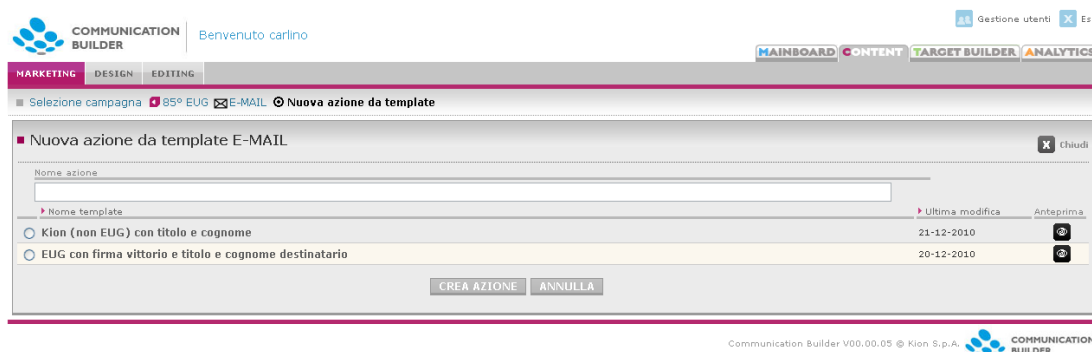 Gestione utenti X Es
COMMUNICATION
BUILDER
Benvenuto carlino
MAINBOARD CONTENT TARGET BUILDER ANALYTICS
MARKETING DESIGN EDITING
Selezione campagna 85° EUG E-MAIL Nuova azione da template
Nuova azione da template E-MAIL
X Chiudi
Nome azione
Nome template Ultima modifica Anteprima
Kion (non EUG) con titolo e cognome 21-12-2010
EUG con firma vittorio e titolo e cognome destinatario 20-12-2010
CREA AZIONE ANNULLA
Communication Builder V00.00.05 @ Kion S.p.A.
COMMUNICATION
BUILDER